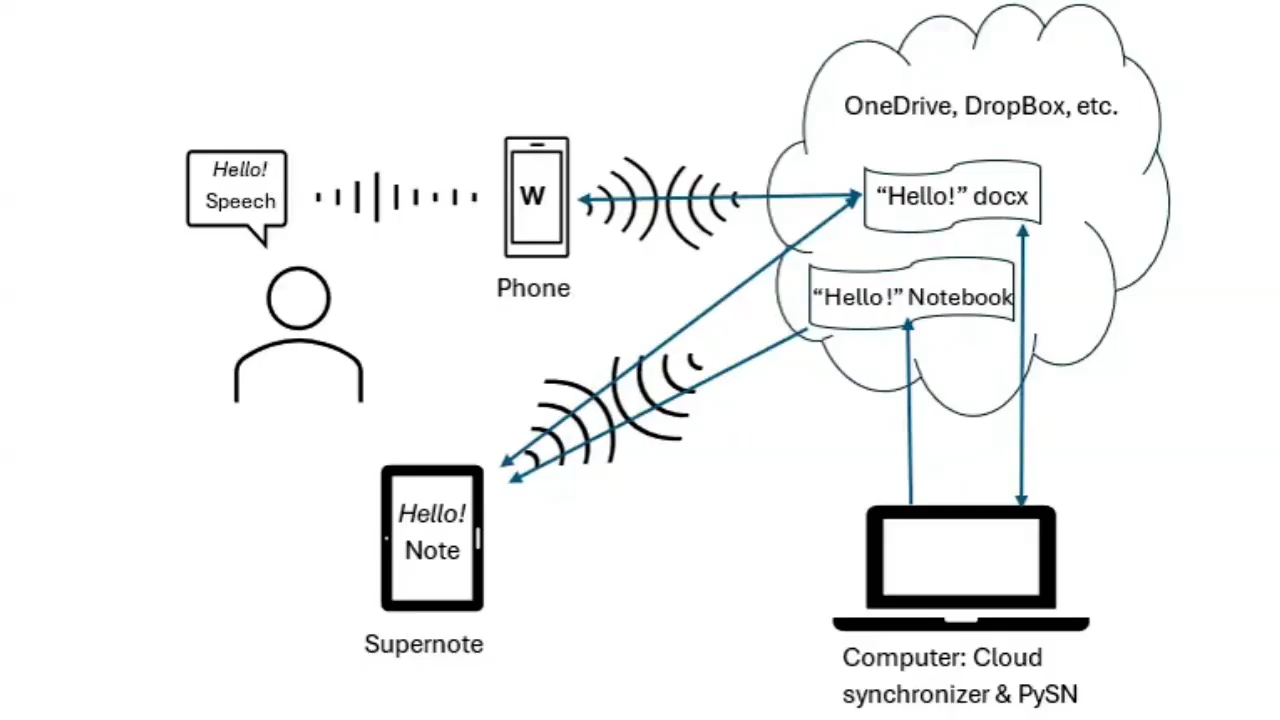 OneDrive, DropBox, etc.
Hello!
Speech
W
“Hello!” docx
Phone
“Hello!” Notebook
Hello!
Note
Supernote
Computer: Cloud
synchronizer & PySN